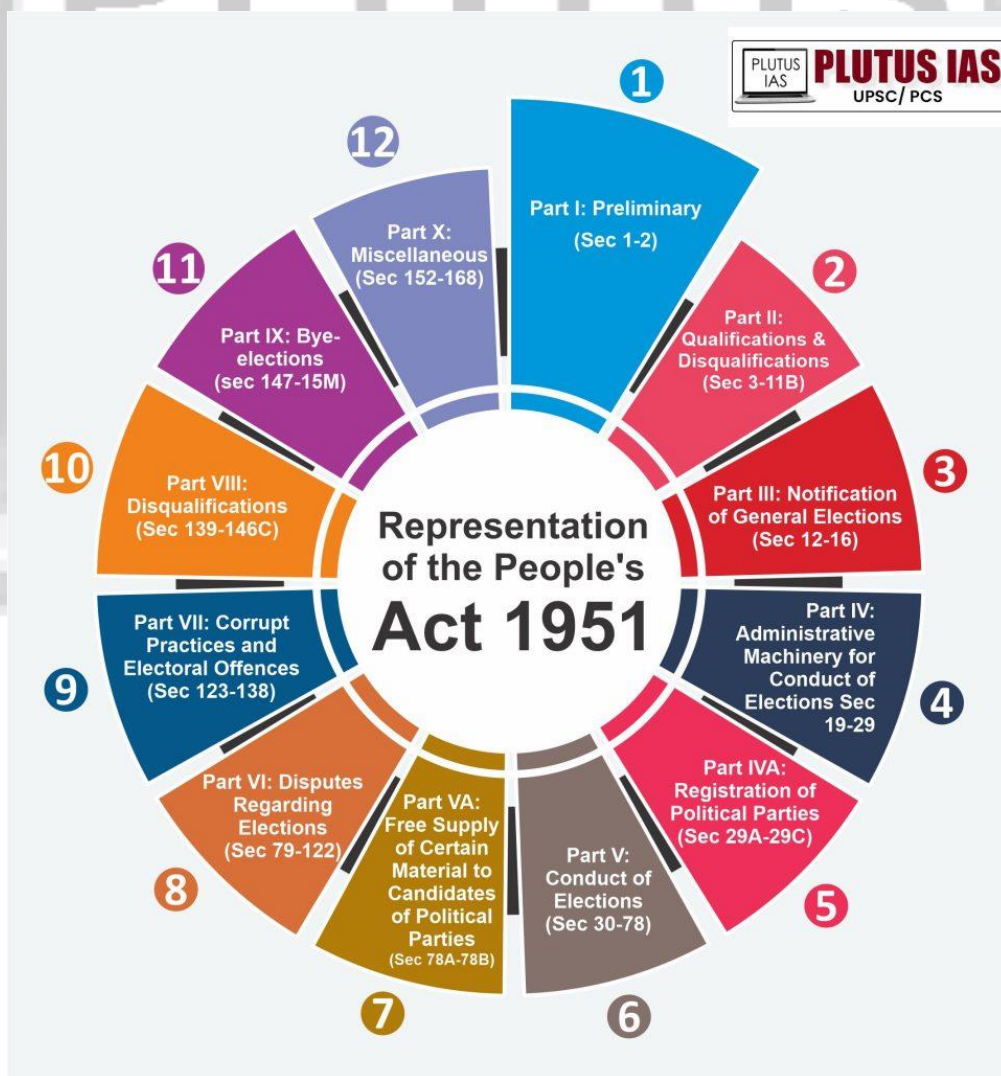 PLUTUS
IAS
PLUTUS IAS
UPSC/ PCS
1
Part I: Preliminary
(Sec 1-2)
2
Part II:
Qualifications &
Disqualifications
(Sec 3-11B)
3
Part III: Notification
of General Elections
(Sec 12-16)
4
Part IV:
Administrative
Machinery for
Conduct of
Elections Sec
19-29
5
Part IVA:
Registration of
Political Parties
(Sec 29A-29C)
6
Part V:
Conduct of
Elections
(Sec 30-78)
7
Part VA:
Free Supply
of Certain
Material to
Candidates
of Political
Parties
(Sec 78A-78B)
8
Part VI: Disputes
Regarding
Elections
(Sec 79-122)
9
Part VII: Corrupt
Practices and
Electoral Offences
(Sec 123-138)
10
Part VIII:
Disqualifications
(Sec 139-146C)
11
Part IX: Bye-
elections
(sec 147-15M)
12
Part X:
Miscellaneous
(Sec 152-168)
Representation
of the People's
Act 1951